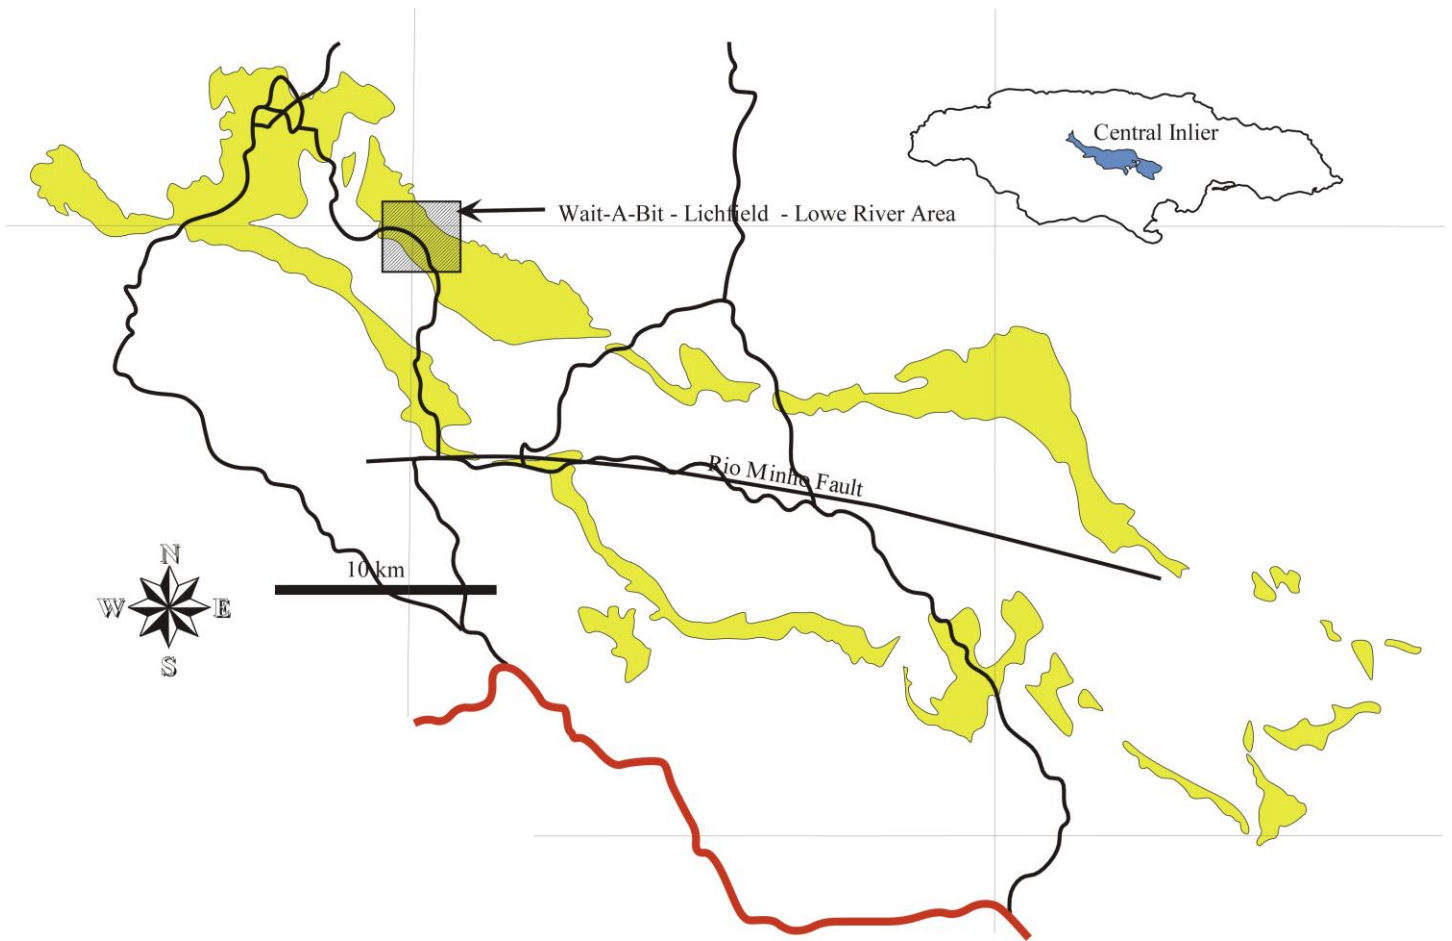 Central Inlier
Wait-A-Bit - Lichfield - Lowe River Area
Rio Minho Fault
10 km
N
W E
S